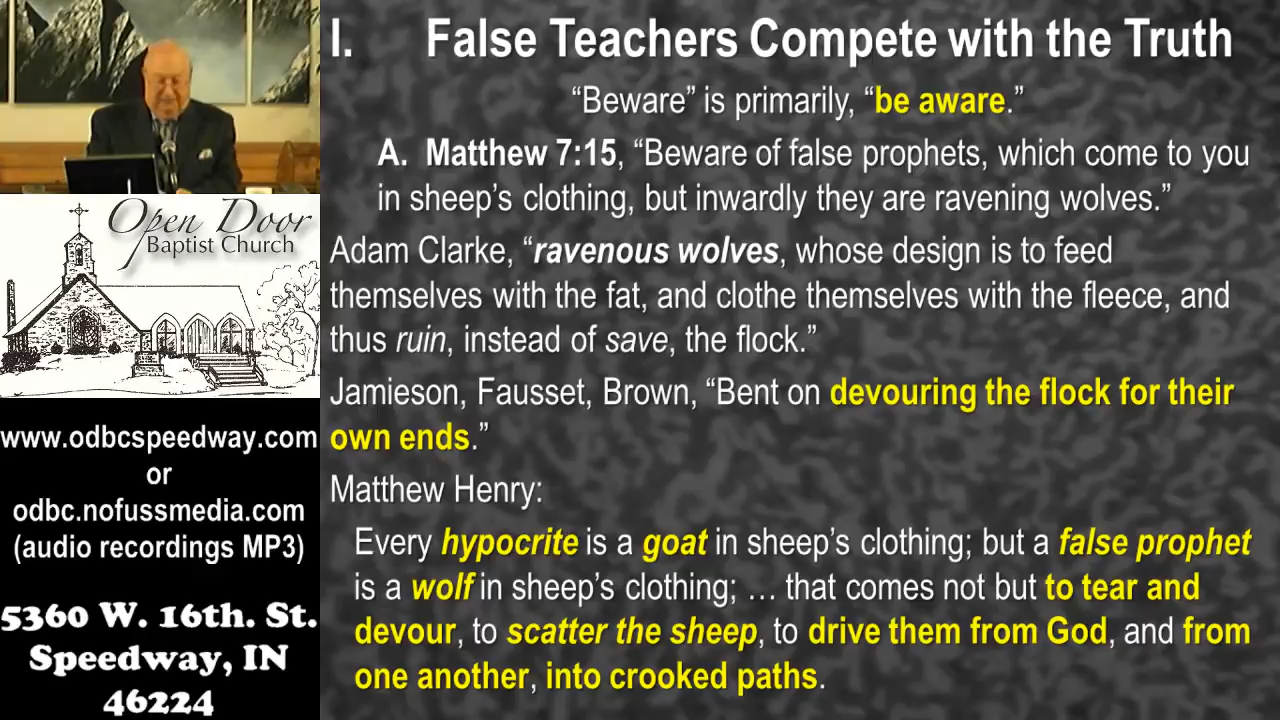 I. False Teachers Compete with the Truth
“Beware” is primarily, “be aware.”
A. Matthew 7:15, “Beware of false prophets, which come to you
in sheep’s clothing, but inwardly they are ravening wolves.”
Adam Clarke, “ravenous wolves, whose design is to feed
themselves with the fat, and clothe themselves with the fleece, and
thus ruin, instead of save, the flock.”
Jamieson, Fausset, Brown, “Bent on devouring the flock for their
own ends.”
Matthew Henry:
Every hypocrite is a goat in sheep’s clothing; but a false prophet
is a wolf in sheep’s clothing; … that comes not but to tear and
devour, to scatter the sheep, to drive them from God, and from
one another, into crooked paths.
Open Door
Baptist Church
www.odbcspeedway.com
or
odbc.nofussmedia.com
(audio recordings MP3)
5360 W. 16th. St.
Speedway, IN
46224